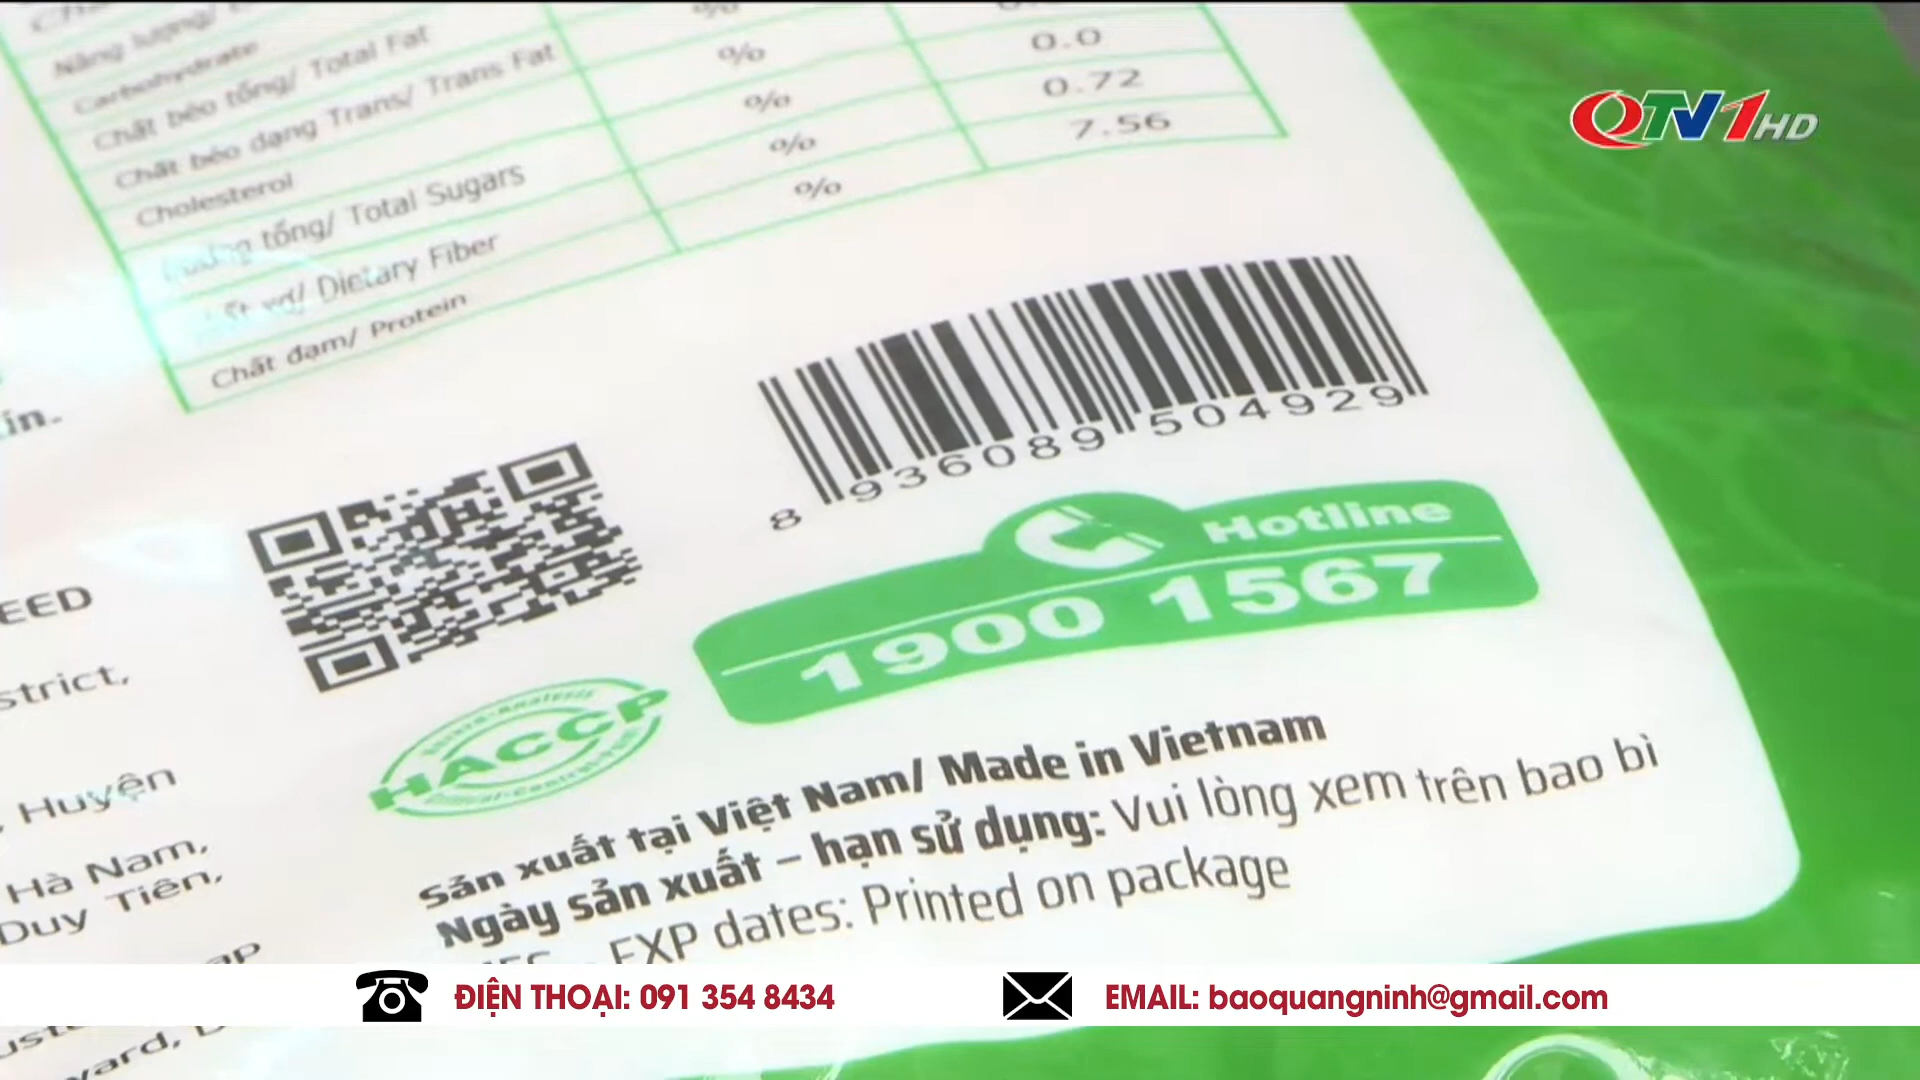 Năng lượng/
%
Carbohydrate
% 0.0
Chất béo tổng/ Total Fat
% 0.72
Chất béo dạng Trans/ Trans Fat
% 7.56
Cholesterol
%
tổng/ Total Sugars
Dietary Fiber
Chất đạm/ Protein
QTV1HD
in.
8 936089 504929
Hotline
1900 1567
EED
strict,
HACCP
, Huyện
Hà Nam,
Duy Tiên,
Sản xuất tại Việt Nam/ Made in Vietnam
Ngày sản xuất – hạn sử dụng: Vui lòng xem trên bao bì
EXP dates: Printed on package
ĐIỆN THOẠI: 091 354 8434
EMAIL: baoquangninh@gmail.com
yard,